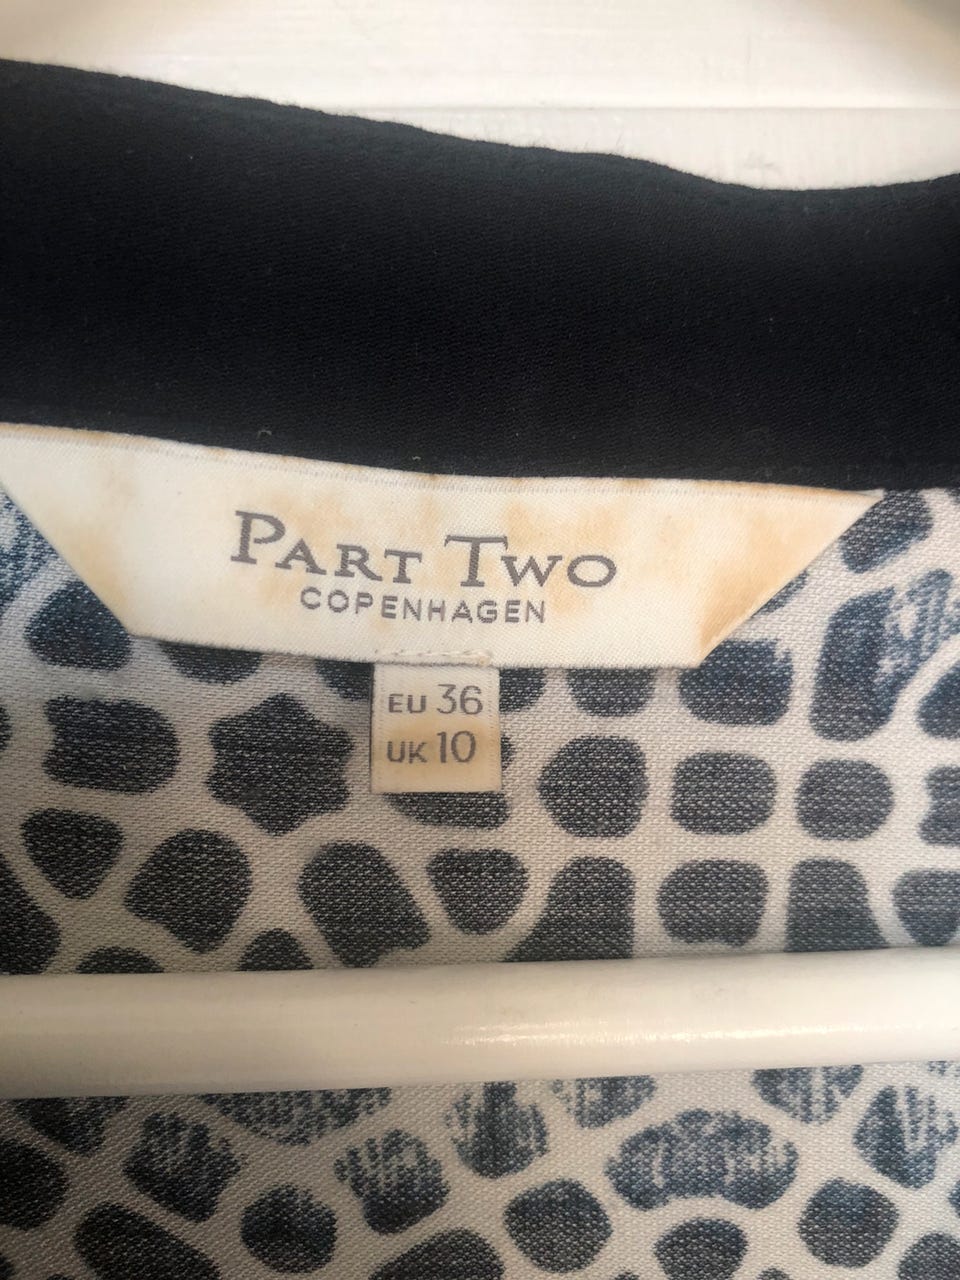 PART TWO
COPENHAGEN
EU 36
UK 10